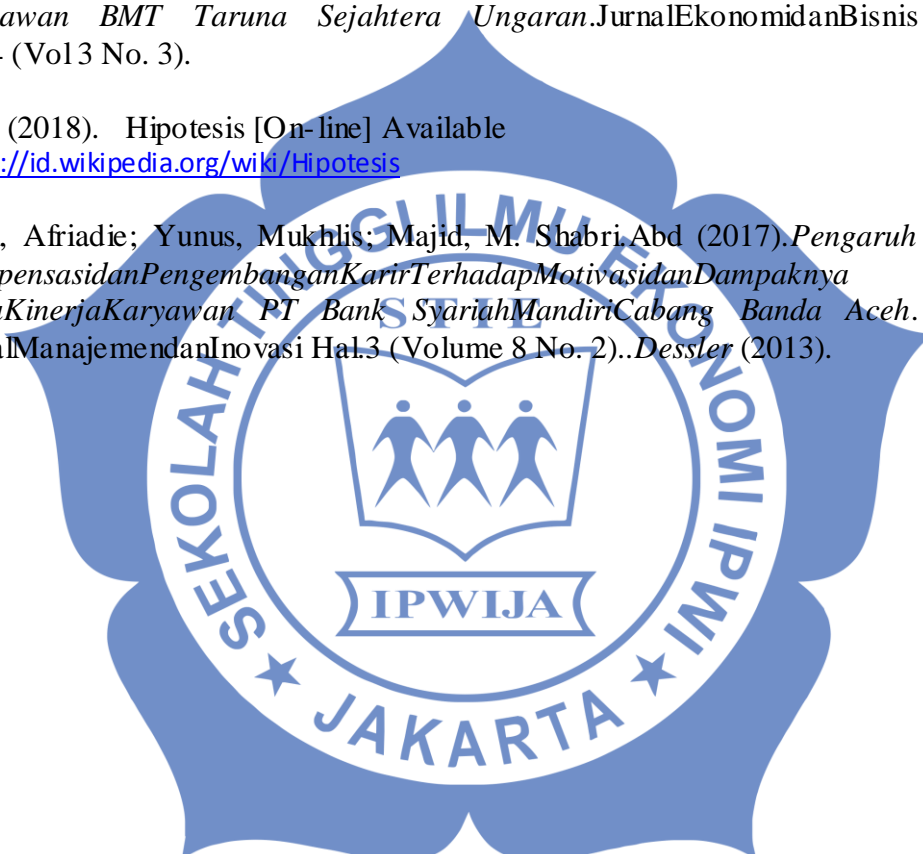 awan BMT Taruna Sejahtera Ungaran.JurnalEkonomidanBisnis
- (Vol 3 No. 3).
(2018). Hipotesis [On-line] Available
://id.wikipedia.org/wiki/Hipotesis
, Afriadie; Yunus, Mukhlis; Majid, M. Shabri.Abd (2017).Pengaruh
pensasidanPengembanganKarirTerhadapMotivasidanDampaknya
aKinerjaKaryawan PT Bank SyariahMandiriCabang Banda Aceh.
alManajemendanInovasi Hal.3 (Volume 8 No. 2)..Dessler (2013).
SEKOLAH TINGGI ILMU EKONOMI IPWI
STIE
IPWIJA
★ JAKARTA ★